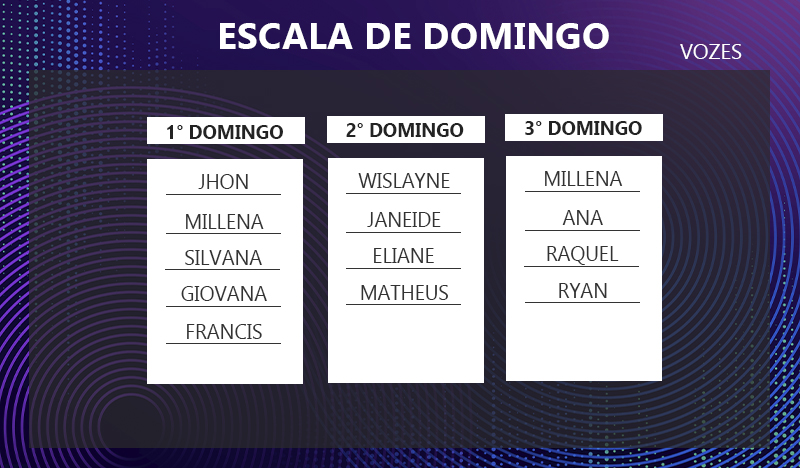 ESCALA DE DOMINGO
VOZES
1° DOMINGO
JHON
MILLENA
SILVANA
GIOVANA
FRANCIS
2° DOMINGO
WISLAYNE
JANEIDE
ELIANE
MATHEUS
3° DOMINGO
MILLENA
ANA
RAQUEL
RYAN